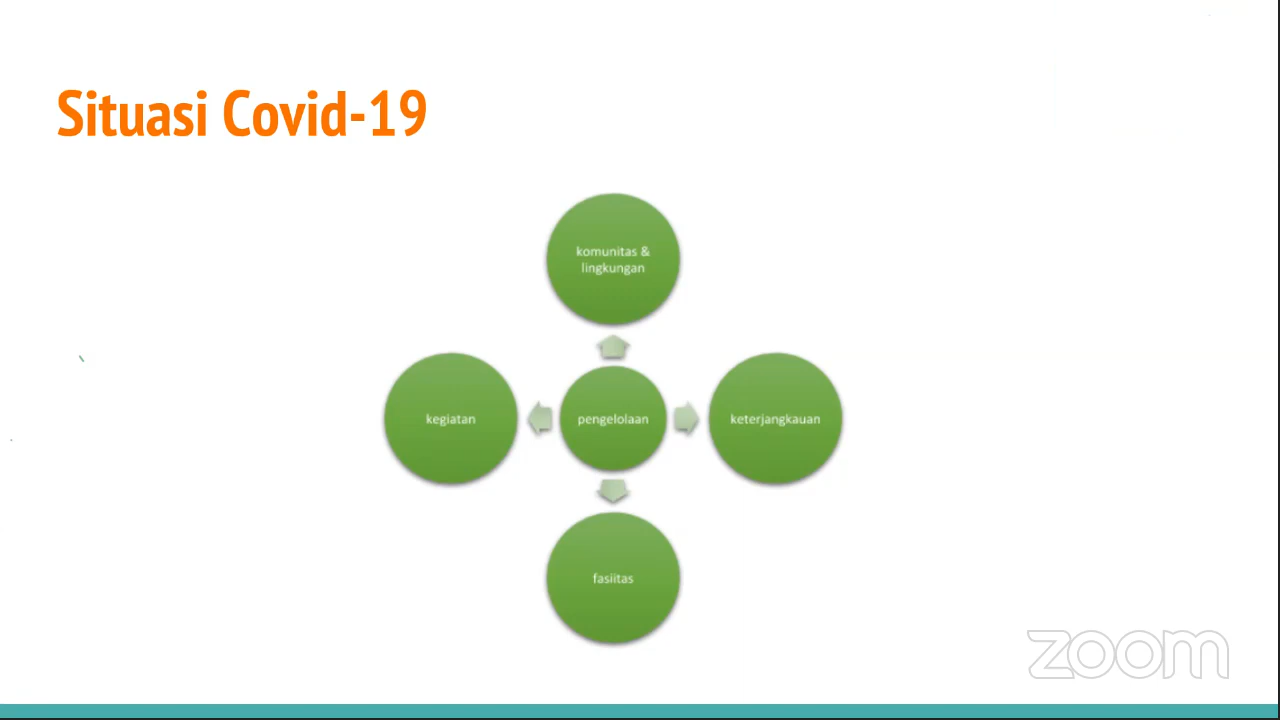 Situasi Covid-19
komunitas &
lingkungan
kegiatan
pengelolaan
keterjangkauan
fasiitas
zoom